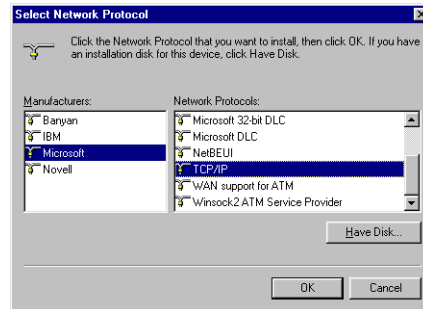 Select Network Protocol
Click the Network Protocol that you want to install, then click OK. If you have
an installation disk for this device, click Have Disk.
Manufacturers:
Banyan
IBM
Microsoft
Novell
Network Protocols:
Microsoft 32-bit DLC
Microsoft DLC
NetBEUI
TCP/IP
WAN support for ATM
Winsock2 ATM Service Provider
Have Disk...
OK
Cancel